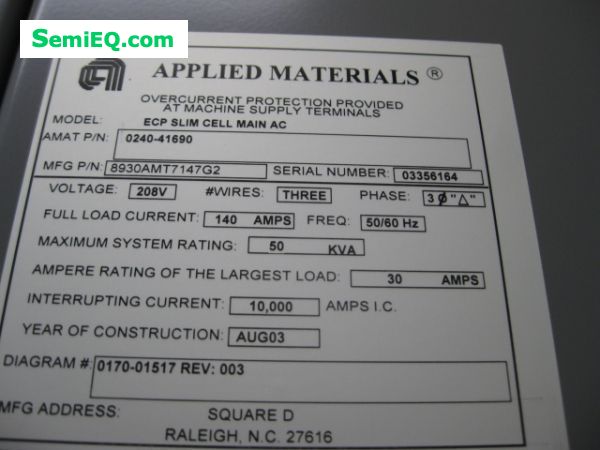 SemiEQ.com
APPLIED MATERIALS ®
OVERCURRENT PROTECTION PROVIDED
AT MACHINE SUPPLY TERMINALS
MODEL: ECP SLIM CELL MAIN AC
AMAT P/N: 0240-41690
MFG P/N: 8930AMT7147G2 SERIAL NUMBER: 03356164
VOLTAGE: 208V #WIRES: THREE PHASE: 3 Ø "Δ"
FULL LOAD CURRENT: 140 AMPS FREQ: 50/60 Hz
MAXIMUM SYSTEM RATING: 50 KVA
AMPERE RATING OF THE LARGEST LOAD: 30 AMPS
INTERRUPTING CURRENT: 10,000 AMPS I.C.
YEAR OF CONSTRUCTION: AUG03
DIAGRAM #: 0170-01517 REV: 003
MFG ADDRESS: SQUARE D
RALEIGH, N.C. 27616